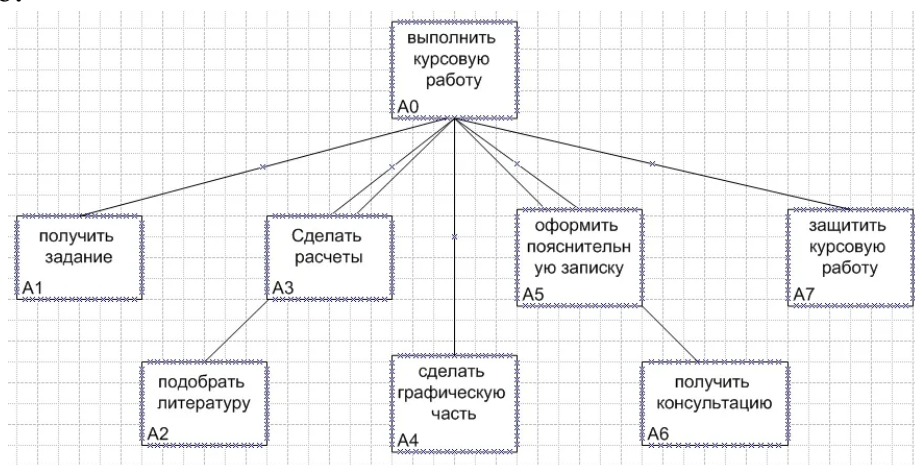 выполнить
курсовую
работу
A0
получить
задание
A1
Сделать
расчеты
A3
оформить
пояснительн
ую записку
A5
защитить
курсовую
работу
A7
подобрать
литературу
A2
сделать
графическую
часть
A4
получить
консультацию
A6